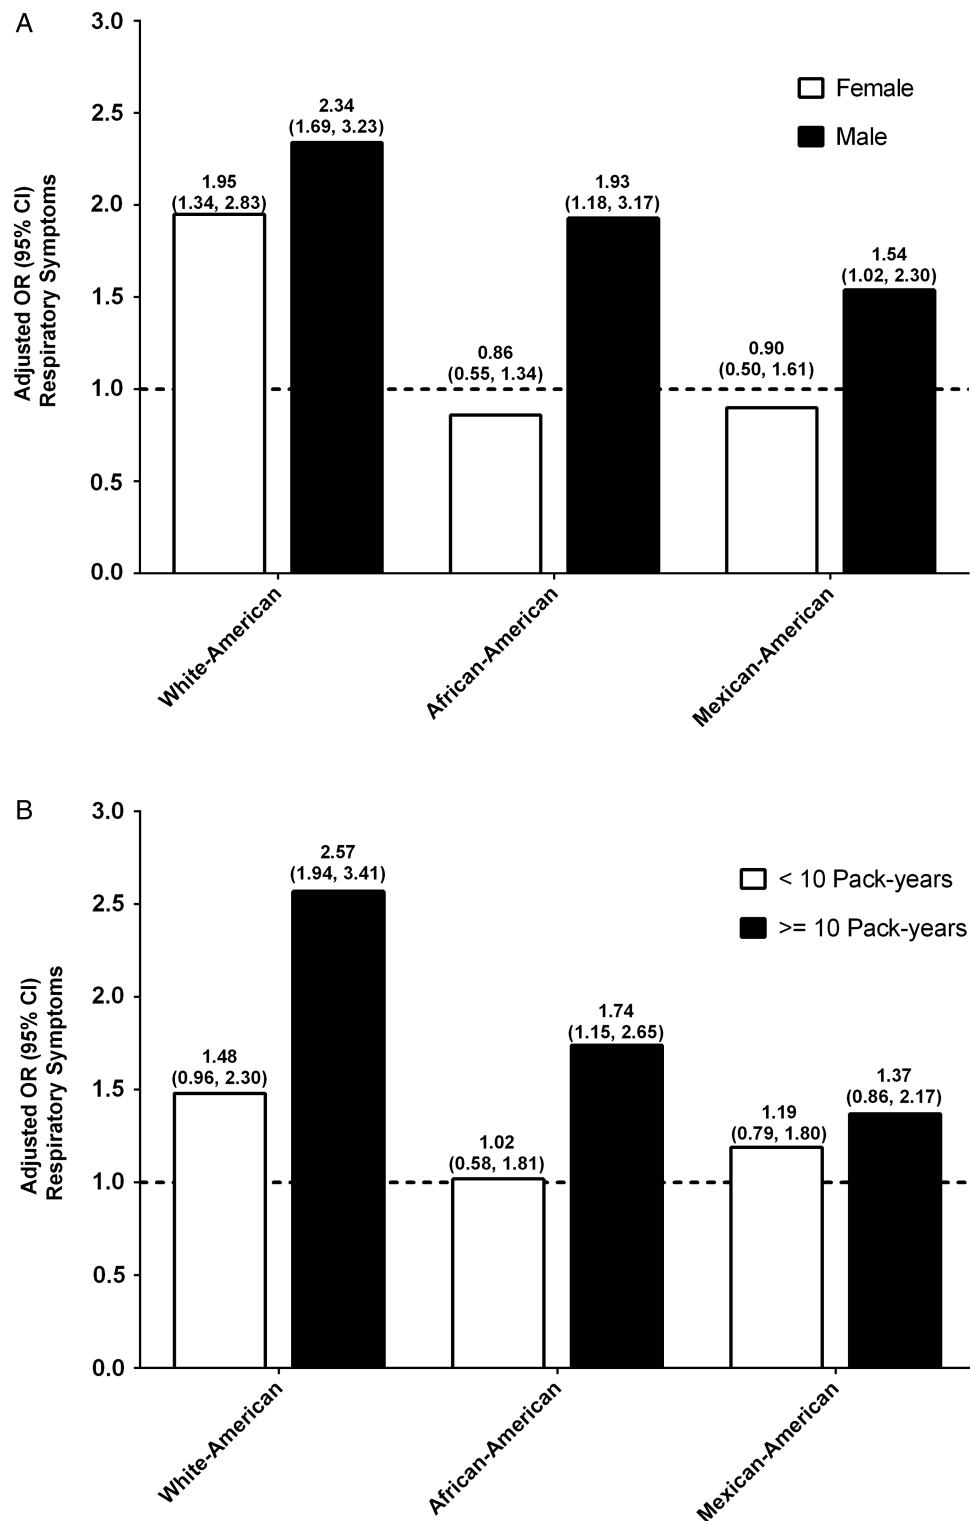 A
3.0
2.5
2.0
1.5
1.0
0.5
0.0
Adjusted OR (95% CI)
Respiratory Symptoms
Female
Male
1.95
(1.34, 2.83)
2.34
(1.69, 3.23)
0.86
(0.55, 1.34)
1.93
(1.18, 3.17)
0.90
(0.50, 1.61)
1.54
(1.02, 2.30)
White-American
African-American
Mexican-American
B
3.0
2.5
2.0
1.5
1.0
0.5
0.0
Adjusted OR (95% CI)
Respiratory Symptoms
< 10 Pack-years
>= 10 Pack-years
1.48
(0.96, 2.30)
2.57
(1.94, 3.41)
1.02
(0.58, 1.81)
1.74
(1.15, 2.65)
1.19
(0.79, 1.80)
1.37
(0.86, 2.17)
White-American
African-American
Mexican-American